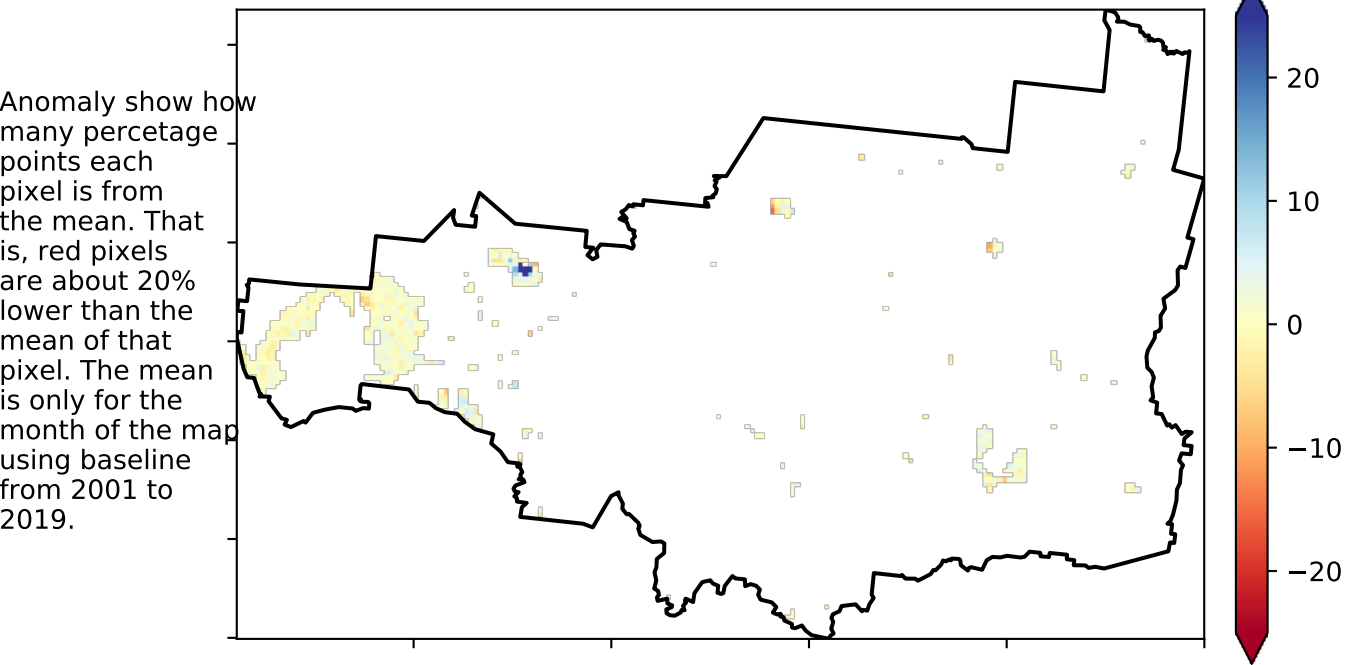 Anomaly show how
many percetage
points each
pixel is from
the mean. That
is, red pixels
are about 20%
lower than the
mean of that
pixel. The mean
is only for the
month of the map
using baseline
from 2001 to
2019.
20
10
0
−10
−20